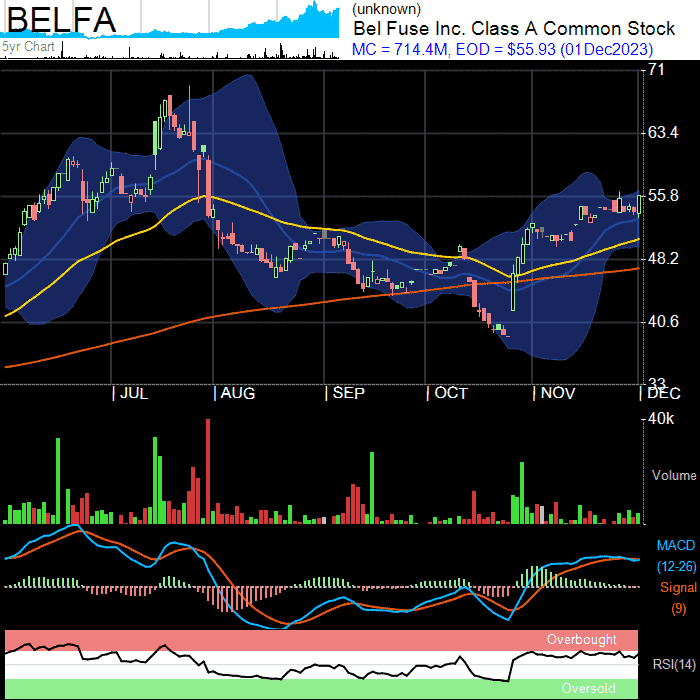 BELFA
5yr Chart
(unknown)
Bel Fuse Inc. Class A Common Stock
MC = 714.4M, EOD = $55.93 (01Dec2023)
71
63.4
55.8
48.2
40.6
33
JUL
AUG
SEP
OCT
NOV
DEC
40k
Volume
MACD
(12-26)
Signal
(9)
Overbought
RSI(14)
Oversold